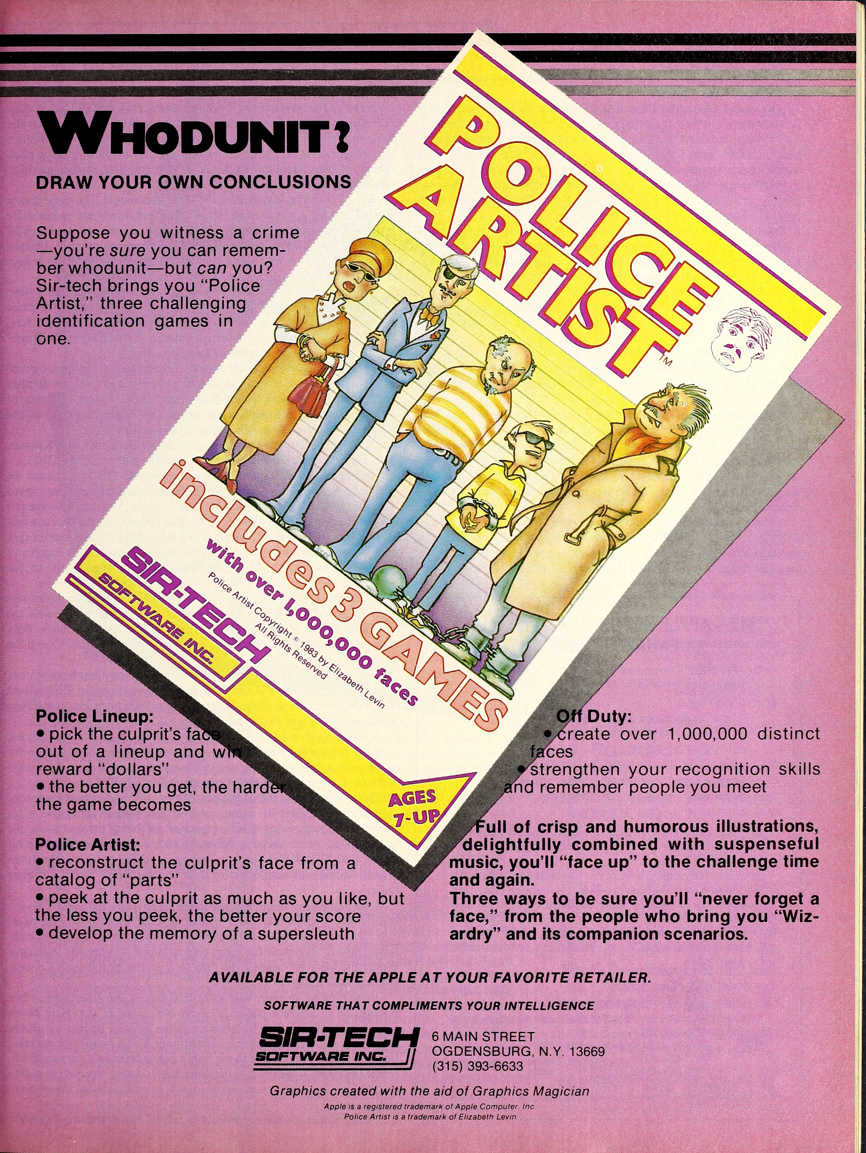 WHODUNIT?
DRAW YOUR OWN CONCLUSIONS
Suppose you witness a crime
—you're sure you can remem-
ber whodunit—but can you?
Sir-tech brings you "Police
Artist," three challenging
identification games in
one.
POLICE
ARTIST™
includes 3 GAMES
with over 1,000,000 faces
Police Artist Copyright © 1983 by Elizabeth Levin
All Rights Reserved
SIR-TECH
SOFTWARE INC.
AGES
7-UP
Police Lineup:
• pick the culprit's face
out of a lineup and win
reward "dollars"
• the better you get, the harder
the game becomes
Police Artist:
• reconstruct the culprit's face from a
catalog of "parts"
• peek at the culprit as much as you like, but
the less you peek, the better your score
• develop the memory of a supersleuth
Off Duty:
• create over 1,000,000 distinct
faces
• strengthen your recognition skills
and remember people you meet
Full of crisp and humorous illustrations,
delightfully combined with suspenseful
music, you'll "face up" to the challenge time
and again.
Three ways to be sure you'll "never forget a
face," from the people who bring you "Wiz-
ardry" and its companion scenarios.
AVAILABLE FOR THE APPLE AT YOUR FAVORITE RETAILER.
SOFTWARE THAT COMPLIMENTS YOUR INTELLIGENCE
SIR-TECH
SOFTWARE INC.
6 MAIN STREET
OGDENSBURG, N.Y. 13669
(315) 393-6633
Graphics created with the aid of Graphics Magician
Apple is a registered trademark of Apple Computer, Inc.
Police Artist is a trademark of Elizabeth Levin